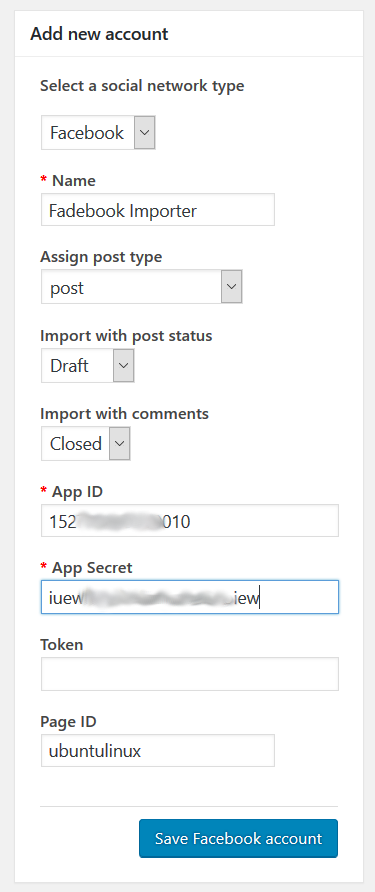 Add new account
Select a social network type
Facebook
* Name
Fadebook Importer
Assign post type
post
Import with post status
Draft
Import with comments
Closed
* App ID
152 010
* App Secret
iuew iew
Token
Page ID
ubuntulinux
Save Facebook account